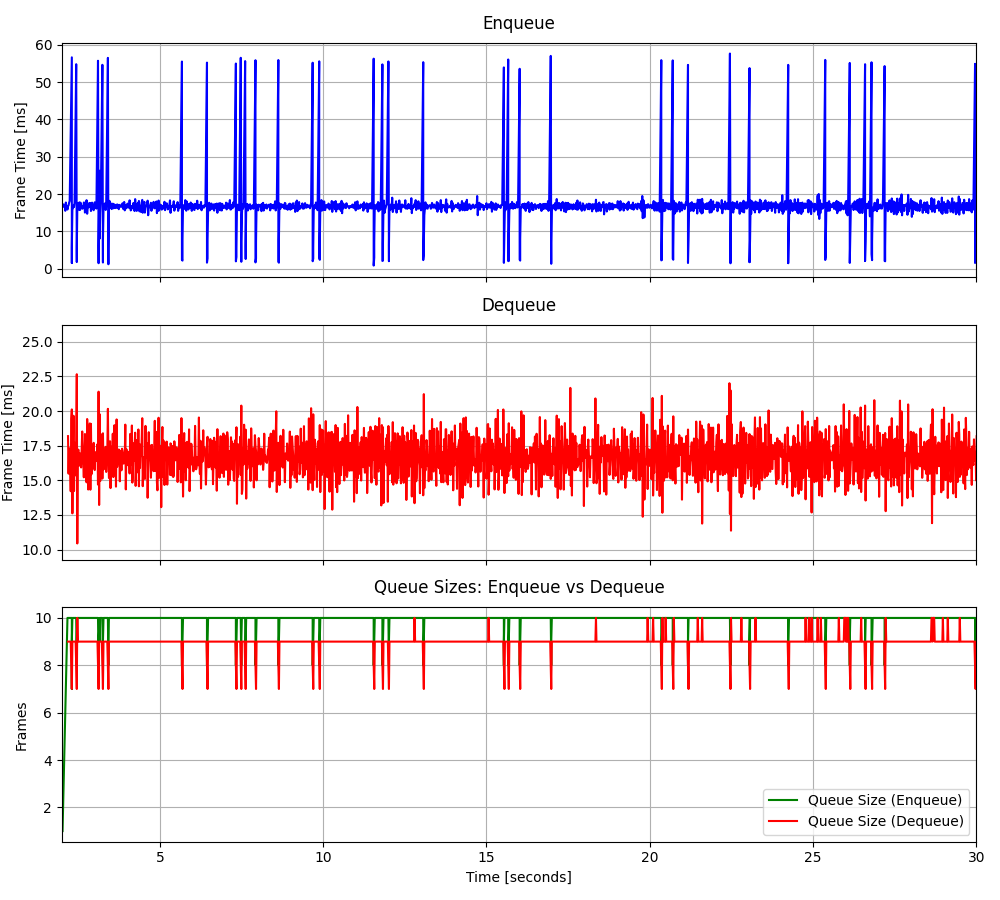 Enqueue
60
50
40
30
20
10
0
Frame Time [ms]
Dequeue
25.0
22.5
20.0
17.5
15.0
12.5
10.0
Frame Time [ms]
Queue Sizes: Enqueue vs Dequeue
10
8
6
4
2
Frames
Queue Size (Enqueue)
Queue Size (Dequeue)
5 10 15 20 25 30
Time [seconds]